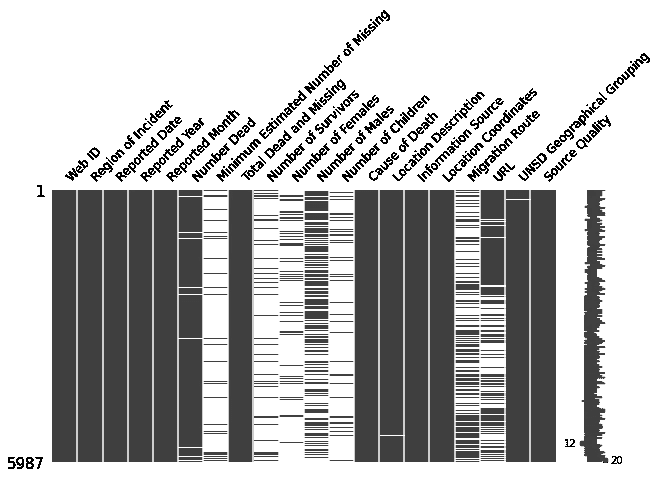 Web ID
Region of Incident
Reported Date
Reported Year
Reported Month
Number Dead
Minimum Estimated Number of Missing
Total Dead and Missing
Number of Survivors
Number of Females
Number of Males
Number of Children
Cause of Death
Location Description
Information Source
Location Coordinates
Migration Route
URL
UNSD Geographical Grouping
Source Quality
1
12
5987
20